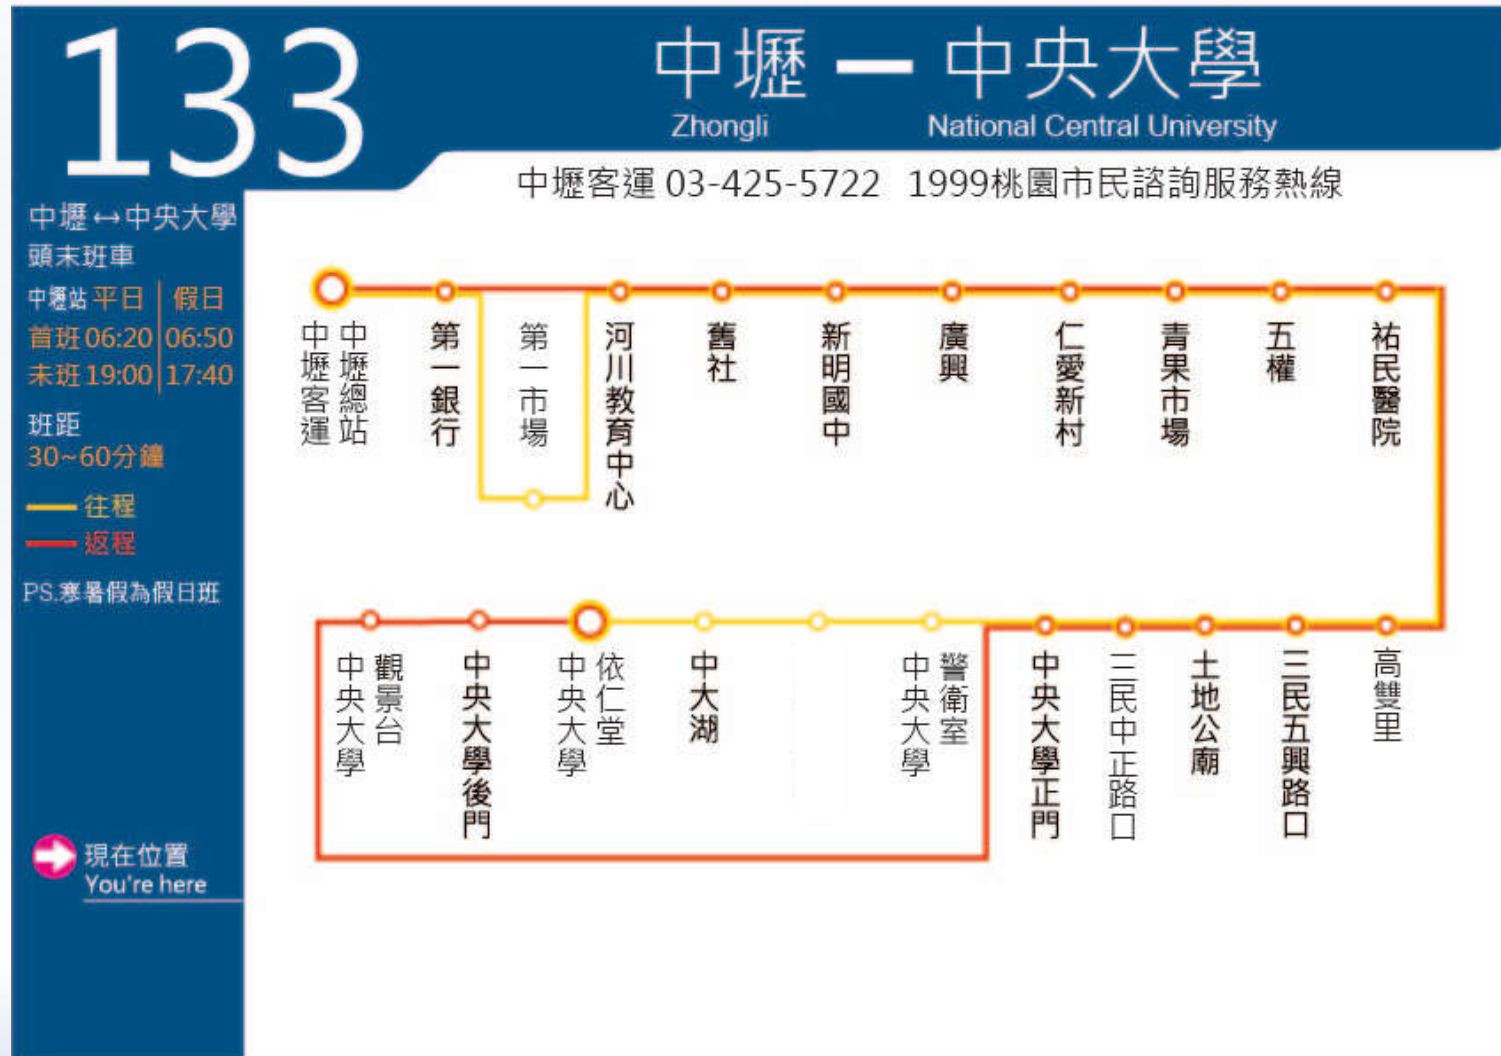 133
中壢 — 中央大學
Zhongli National Central University
中壢客運 03-425-5722 1999桃園市民諮詢服務熱線
中壢↔中央大學
頭末班車
中壢站 平日 假日
首班 06:20 06:50
末班 19:00 17:40
班距
30~60分鐘
往程
返程
PS.寒暑假為假日班
現在位置
You're here
中壢客運
中壢總站
第一銀行
第一市場
河川教育中心
舊社
新明國中
廣興
仁愛新村
青果市場
五權
祐民醫院
中央大學
觀景台
中央大學後門
中央大學
依仁堂
中大湖
中央大學
警衛室
中央大學正門
三民中正路口
土地公廟
三民五興路口
高雙里